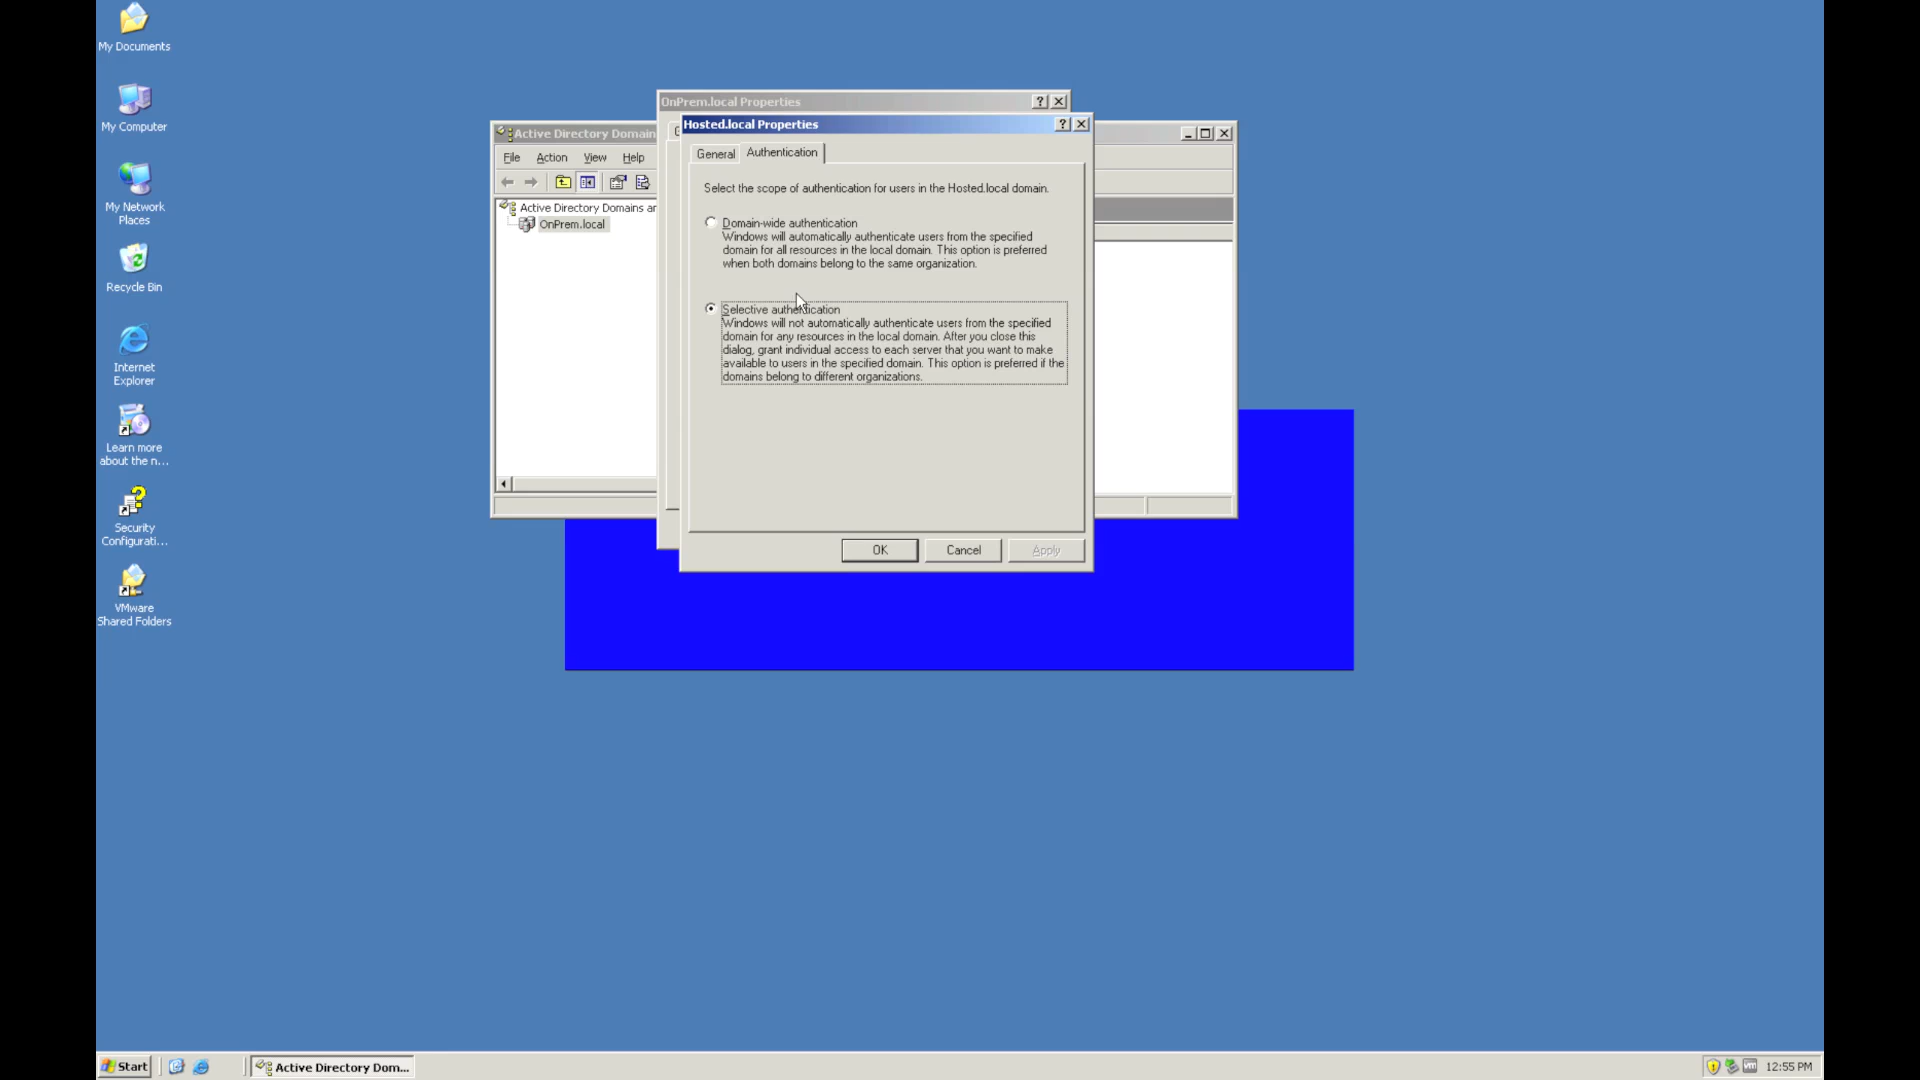 My Documents
My Computer
My Network
Places
Recycle Bin
Internet
Explorer
Learn more
about the n...
Security
Configurati...
VMware
Shared Folders
OnPrem.local Properties
Hosted.local Properties
Active Directory Domain
File Action View Help
Active Directory Domains
OnPrem.local
General Authentication
Select the scope of authentication for users in the Hosted.local domain.
Domain-wide authentication
Windows will automatically authenticate users from the specified
domain for all resources in the local domain. This option is preferred
when both domains belong to the same organization.
Selective authentication
Windows will not automatically authenticate users from the specified
domain for any resources in the local domain. After you close this
dialog, grant individual access to each server that you want to make
available to users in the specified domain. This option is preferred if the
domains belong to different organizations.
OK Cancel Apply
Start
Active Directory Dom...
12:55 PM